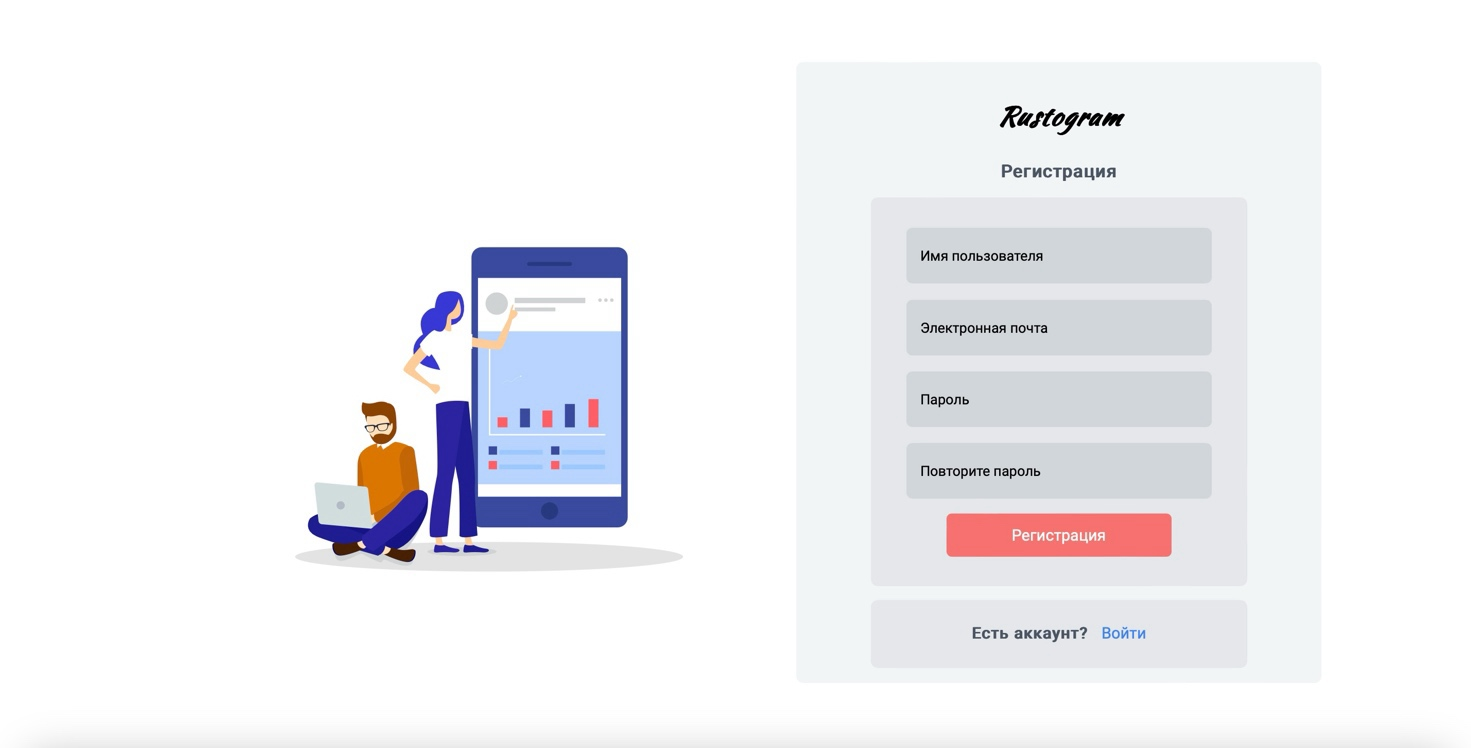 Rustogram
Регистрация
Имя пользователя
Электронная почта
Пароль
Повторите пароль
Регистрация
Есть аккаунт? Войти